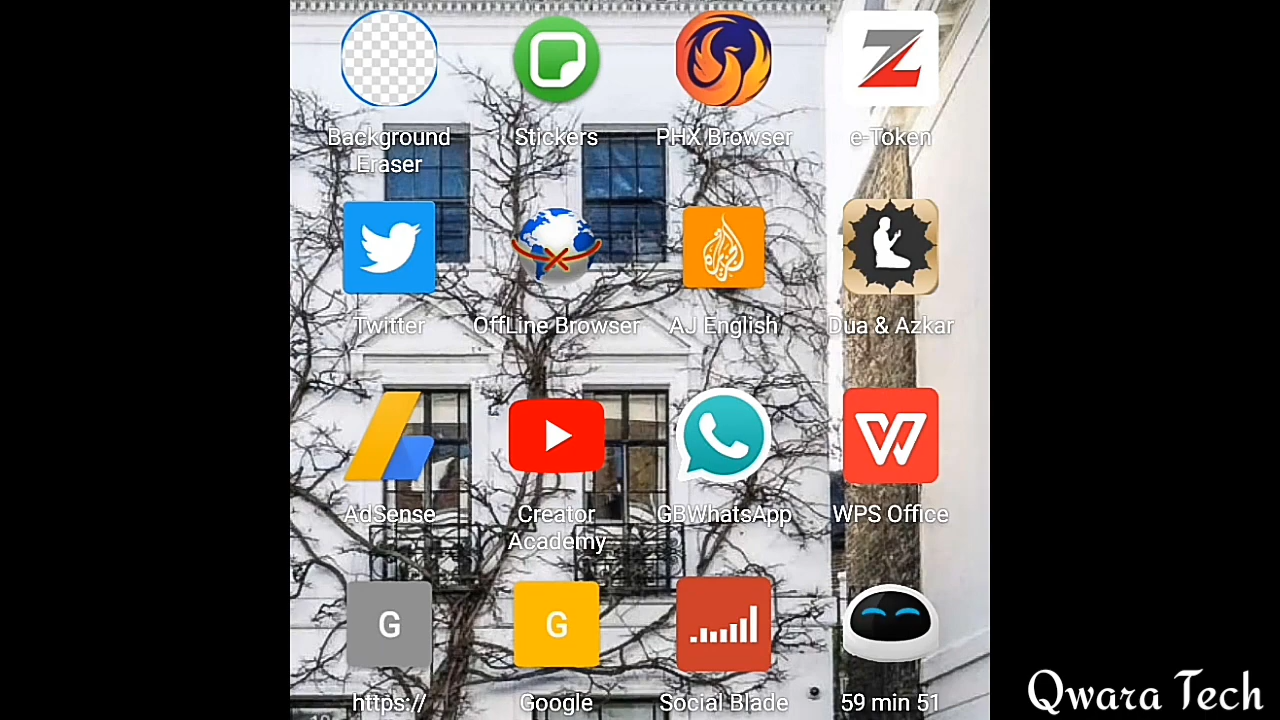 Background
Eraser
Stickers
PHX Browser
e-Token
Twitter
OffLine Browser
AJ English
Dua & Azkar
AdSense
Creator
Academy
GBWhatsApp
WPS Office
G
G
https://
Google
Social Blade
59 min 51
Qwara Tech